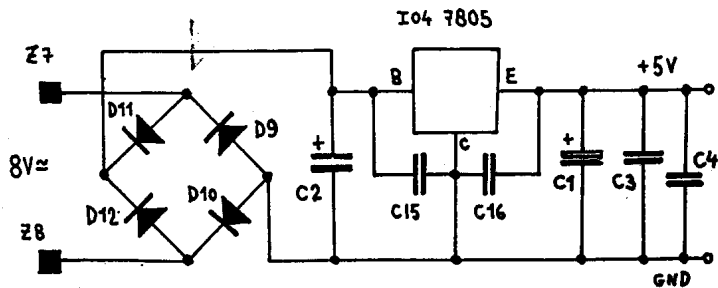 IO4 7805
Z7
B
E
+5V
D11
D9
+
C
+
8V≂
C2
C15
C16
C1
C3
C4
D12
D10
Z8
GND